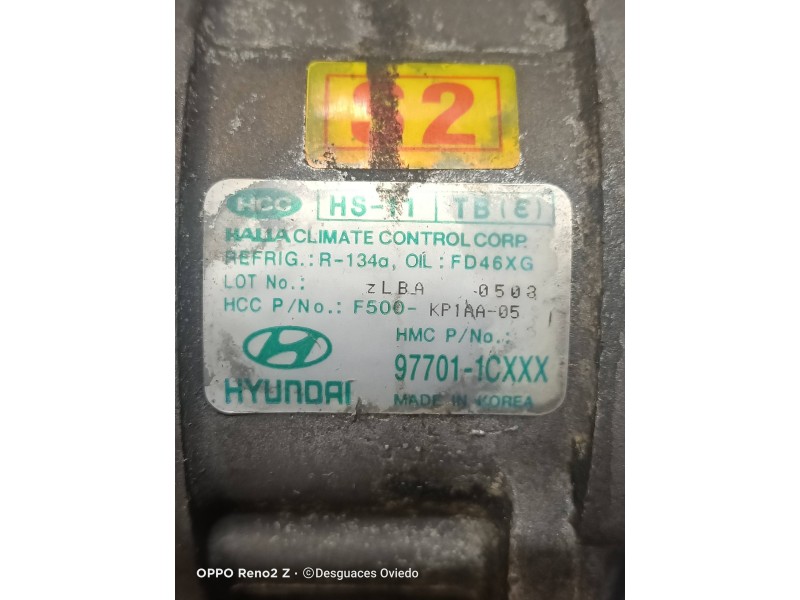 S2
HCC HS-11 TB(ε)
HALLA CLIMATE CONTROL CORP.
REFRIG.: R-134a, OIL : FD46XG
LOT No.: zLBA 0503
HCC P/No.: F500- KP1AA-05
HMC P/No.:
97701-1CXXX
HYUNDAI
MADE IN KOREA
OPPO Reno2 Z · ©Desguaces Oviedo